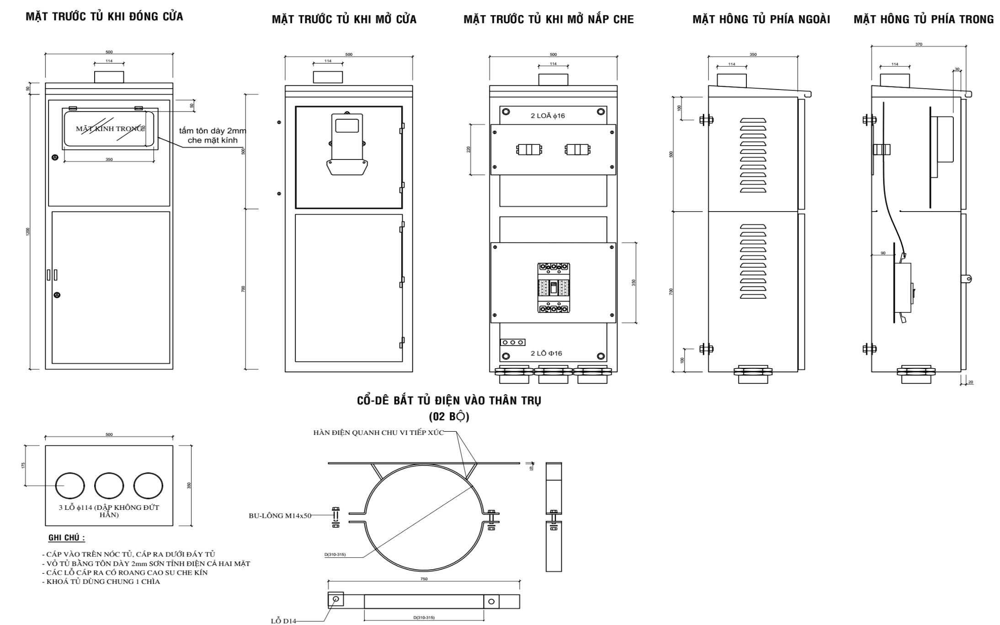 MẶT TRƯỚC TỦ KHI ĐÓNG CỬA
MẶT TRƯỚC TỦ KHI MỞ CỬA
MẶT TRƯỚC TỦ KHI MỞ NẮP CHE
MẶT HÔNG TỦ PHÍA NGOÀI
MẶT HÔNG TỦ PHÍA TRONG
500
114
50
1200
50
MẶT KÍNH TRONG
150
350
tấm tôn dày 2mm
che mặt kính
500
114
500
700
500
114
2 LOÃ ϕ16
220
350
2 LỖ Φ16
350
114
100
500
700
100
370
114
30
90
20
CỔ-DÊ BẮT TỦ ĐIỆN VÀO THÂN TRỤ
(02 BỘ)
500
175
350
3 LỖ ϕ114 (DẬP KHÔNG ĐỨT
HẲN)
HÀN ĐIỆN QUANH CHU VI TIẾP XÚC
6
BU-LÔNG M14x50
D(310-315)
750
LỖ D14
D(310-315)
GHI CHÚ :
- CÁP VÀO TRÊN NÓC TỦ, CÁP RA DƯỚI ĐÁY TỦ
- VỎ TỦ BẰNG TÔN DÀY 2mm SƠN TĨNH ĐIỆN CẢ HAI MẶT
- CÁC LỖ CÁP RA CÓ ROANG CAO SU CHE KÍN
- KHOÁ TỦ DÙNG CHUNG 1 CHÌA